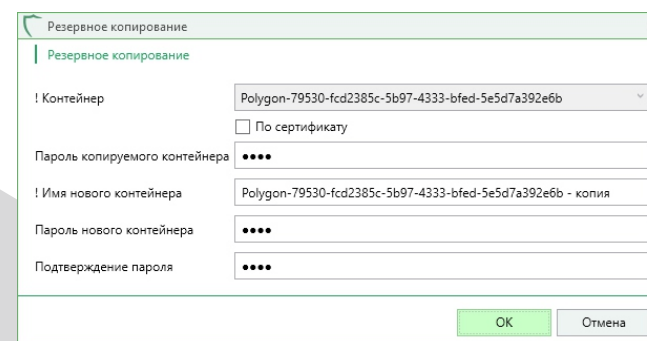 Резервное копирование
Резервное копирование
! Контейнер Polygon-79530-fcd2385c-5b97-4333-bfed-5e5d7a392e6b
По сертификату
Пароль копируемого контейнера ●●●●
! Имя нового контейнера Polygon-79530-fcd2385c-5b97-4333-bfed-5e5d7a392e6b - копия
Пароль нового контейнера ●●●●
Подтверждение пароля ●●●●
ОК Отмена